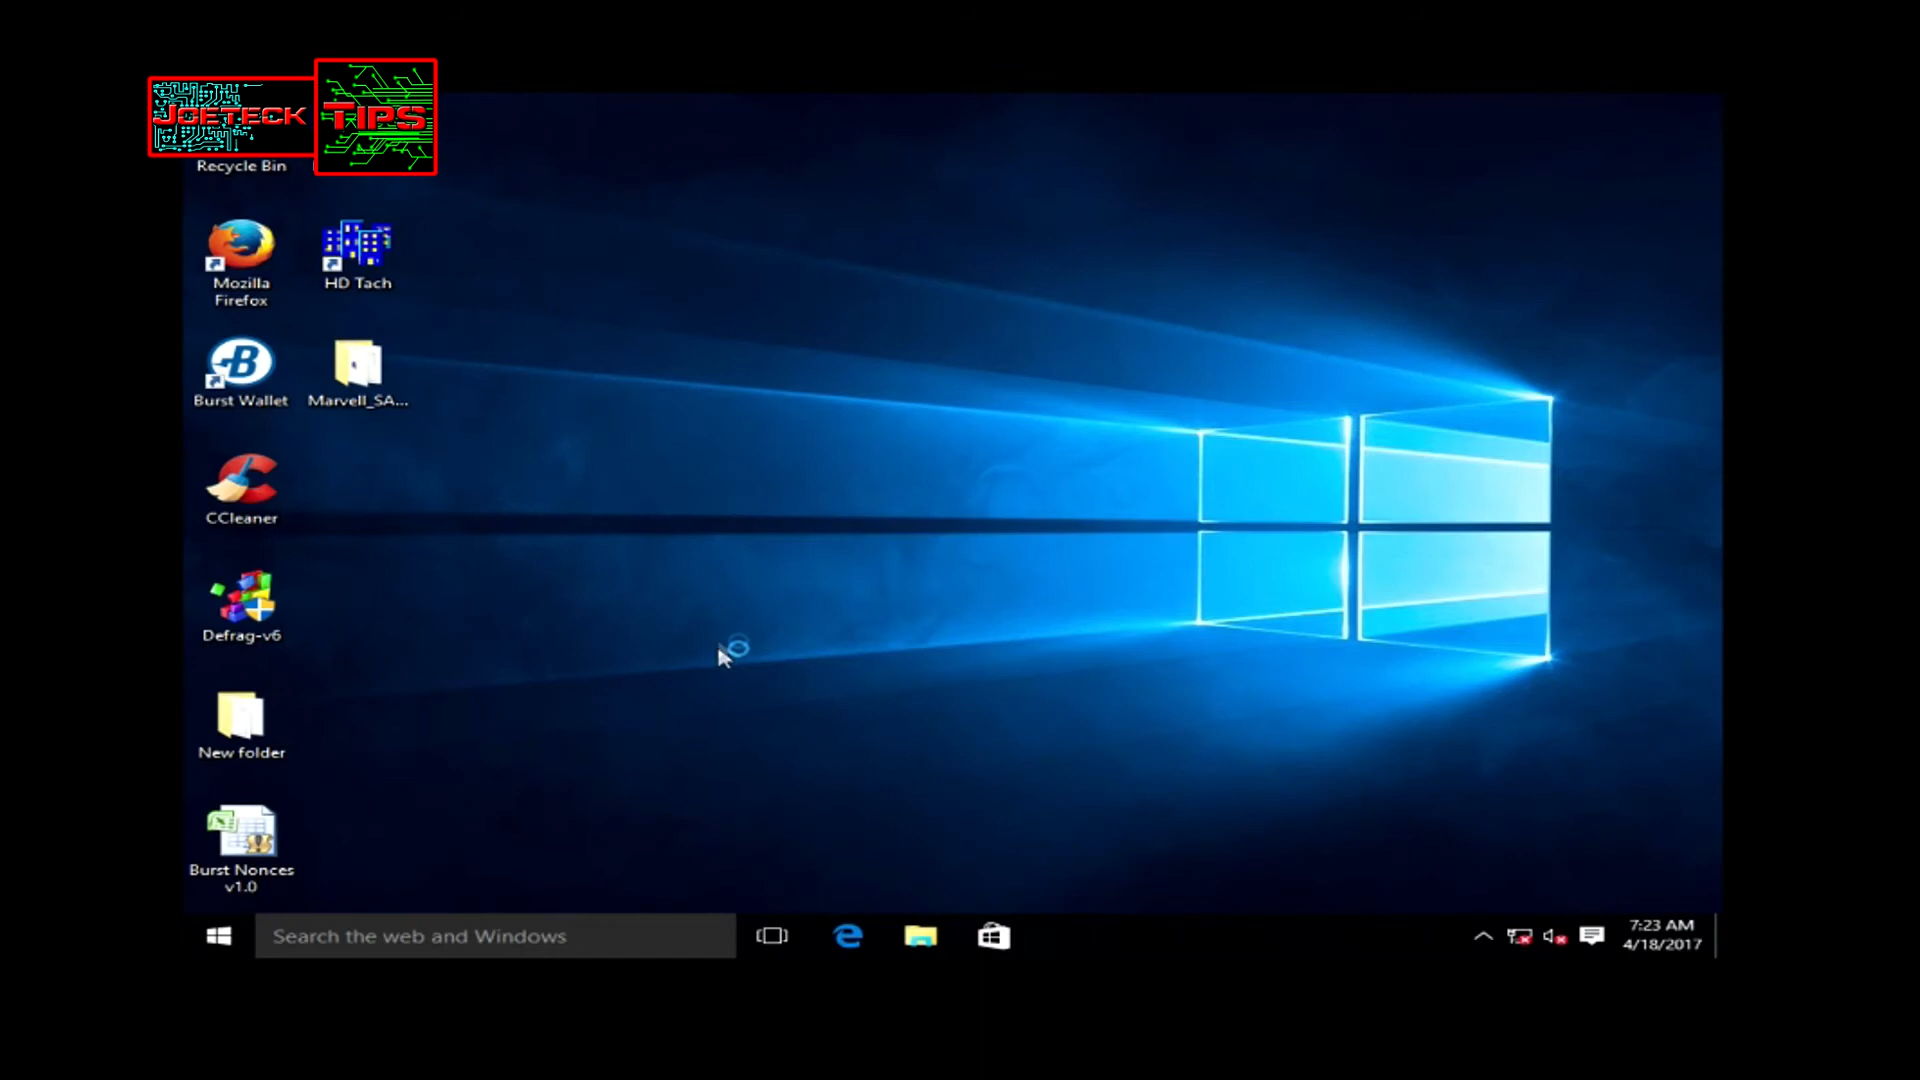 JOETECK TIPS
Recycle Bin
Mozilla
Firefox
HD Tach
Burst Wallet
Marvell_SA...
CCleaner
Defrag-v6
New folder
Burst Nonces
v1.0
Search the web and Windows
7:23 AM
4/18/2017